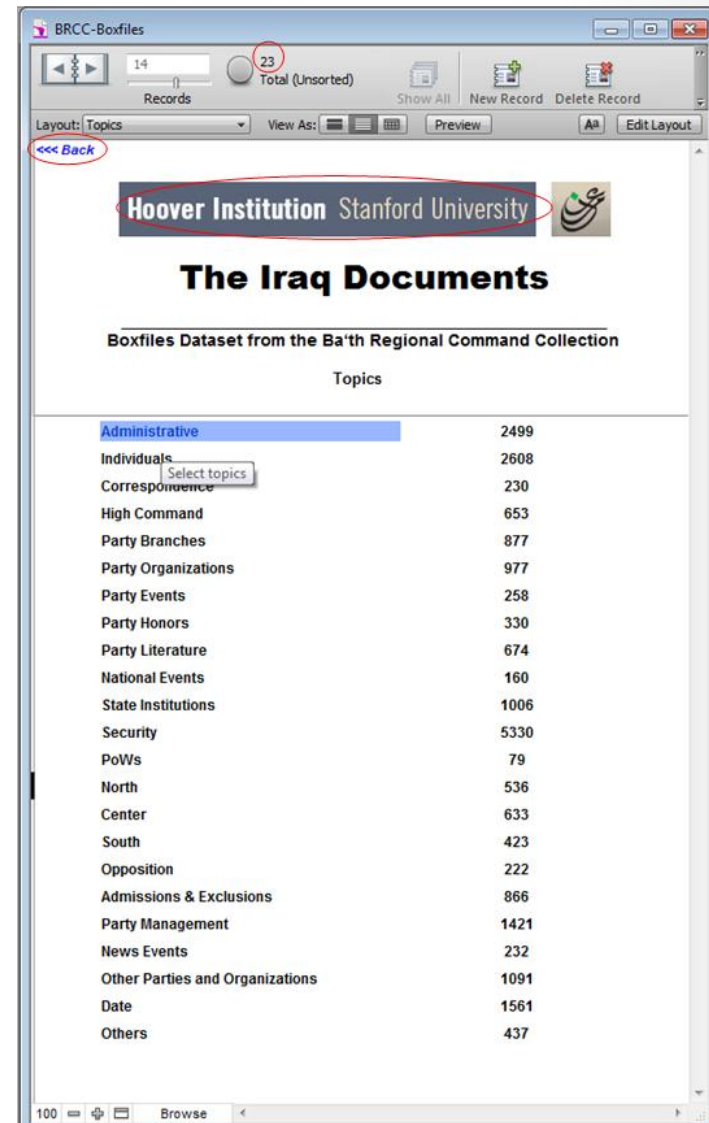 BRCC-Boxfiles
14
23
Total (Unsorted)
Records
Show All
New Record
Delete Record
Layout: Topics
View As:
Preview
Aa
Edit Layout
<<< Back
Hoover Institution Stanford University
The Iraq Documents
Boxfiles Dataset from the Ba‘th Regional Command Collection
Topics
Administrative 2499
Individuals 2608
Select topics
Correspondence 230
High Command 653
Party Branches 877
Party Organizations 977
Party Events 258
Party Honors 330
Party Literature 674
National Events 160
State Institutions 1006
Security 5330
PoWs 79
North 536
Center 633
South 423
Opposition 222
Admissions & Exclusions 866
Party Management 1421
News Events 232
Other Parties and Organizations 1091
Date 1561
Others 437
100 Browse